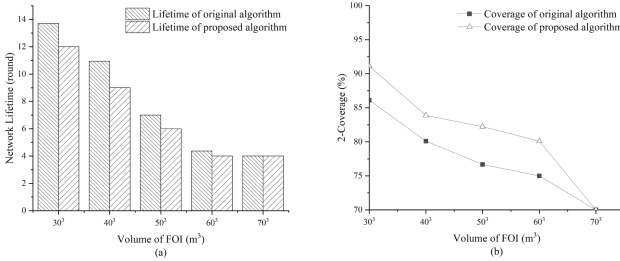 Lifetime of original algorithm
Lifetime of proposed algorithm
Network Lifetime (round)
14
12
10
8
6
4
2
0
30³ 40³ 50³ 60³ 70³
Volume of FOI (m³)
(a)
Coverage of original algorithm
Coverage of proposed algorithm
2-Coverage (%)
100
95
90
85
80
75
70
30³ 40³ 50³ 60³ 70³
Volume of FOI (m³)
(b)